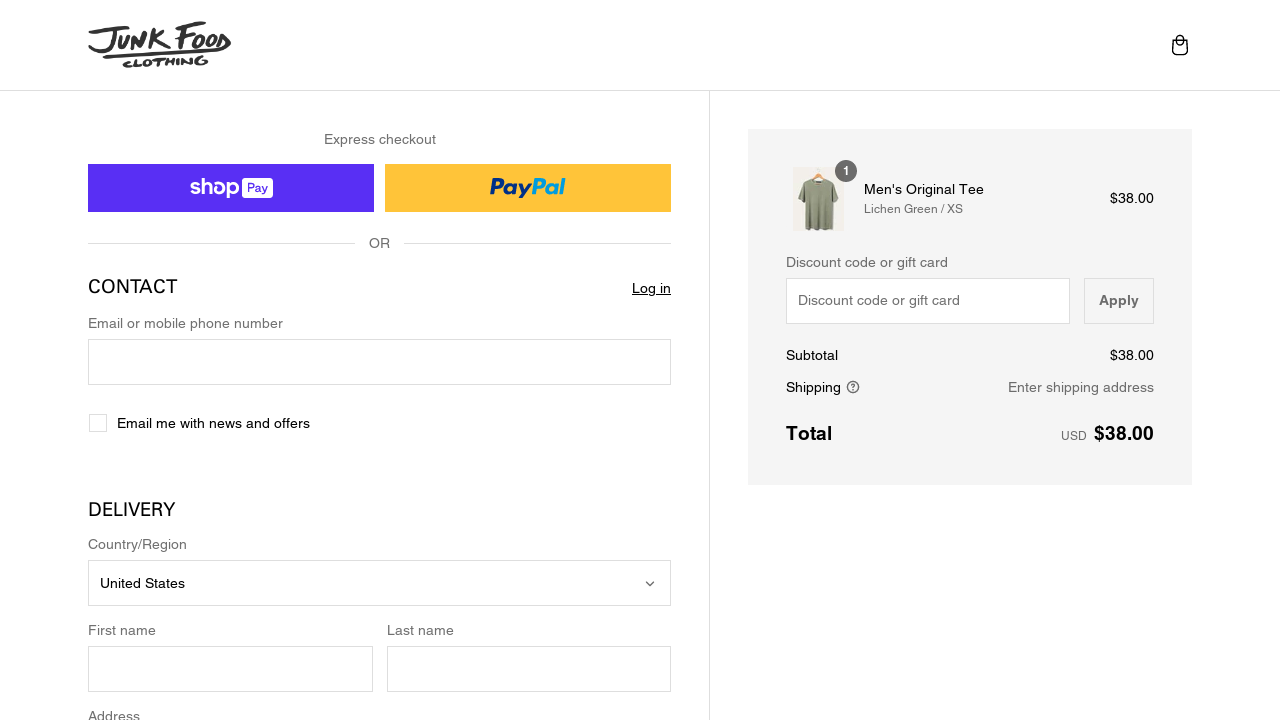 JUNK FOOD
CLOTHING
Express checkout
shop Pay
PayPal
OR
CONTACT
Log in
Email or mobile phone number
Email me with news and offers
DELIVERY
Country/Region
United States
First name
Last name
Address
1
Men's Original Tee
Lichen Green / XS
$38.00
Discount code or gift card
Discount code or gift card
Apply
Subtotal
$38.00
Shipping
Enter shipping address
Total
USD $38.00